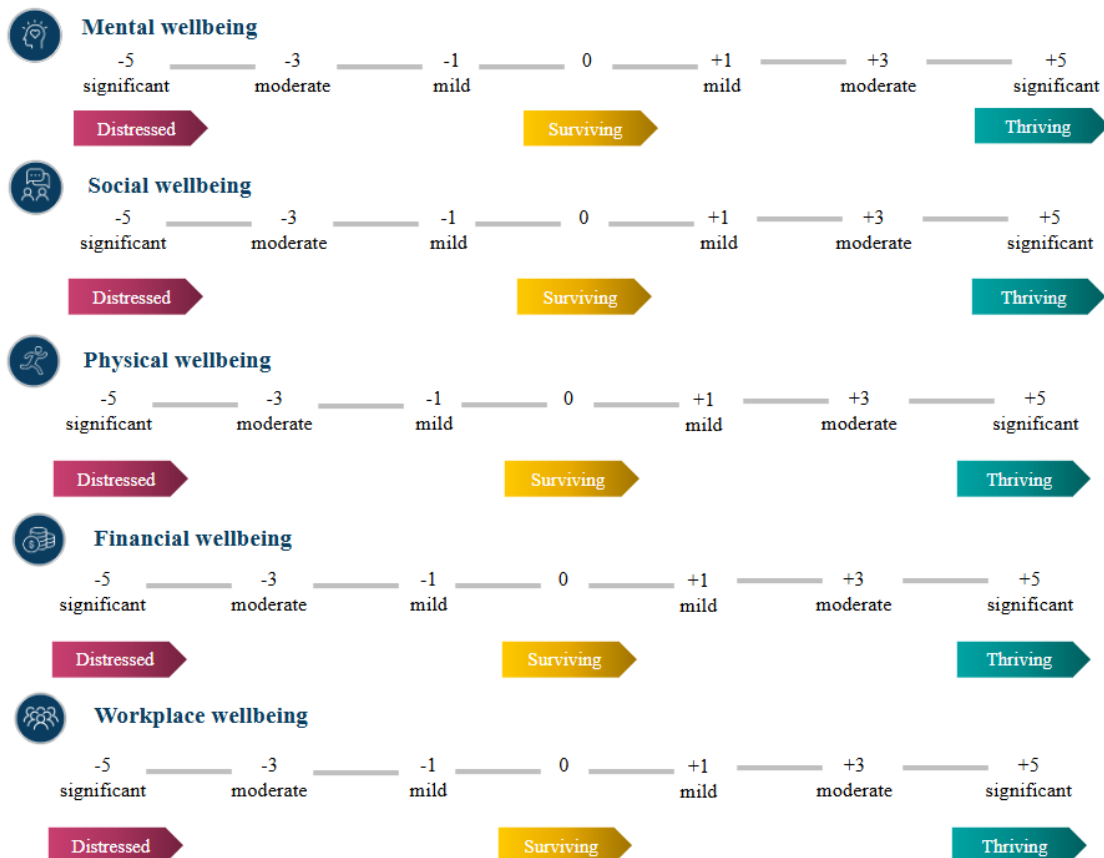 Mental wellbeing
-5 -3 -1 0 +1 +3 +5
significant moderate mild mild moderate significant
Distressed Surviving Thriving
Social wellbeing
-5 -3 -1 0 +1 +3 +5
significant moderate mild mild moderate significant
Distressed Surviving Thriving
Physical wellbeing
-5 -3 -1 0 +1 +3 +5
significant moderate mild mild moderate significant
Distressed Surviving Thriving
$
Financial wellbeing
-5 -3 -1 0 +1 +3 +5
significant moderate mild mild moderate significant
Distressed Surviving Thriving
Workplace wellbeing
-5 -3 -1 0 +1 +3 +5
significant moderate mild mild moderate significant
Distressed Surviving Thriving